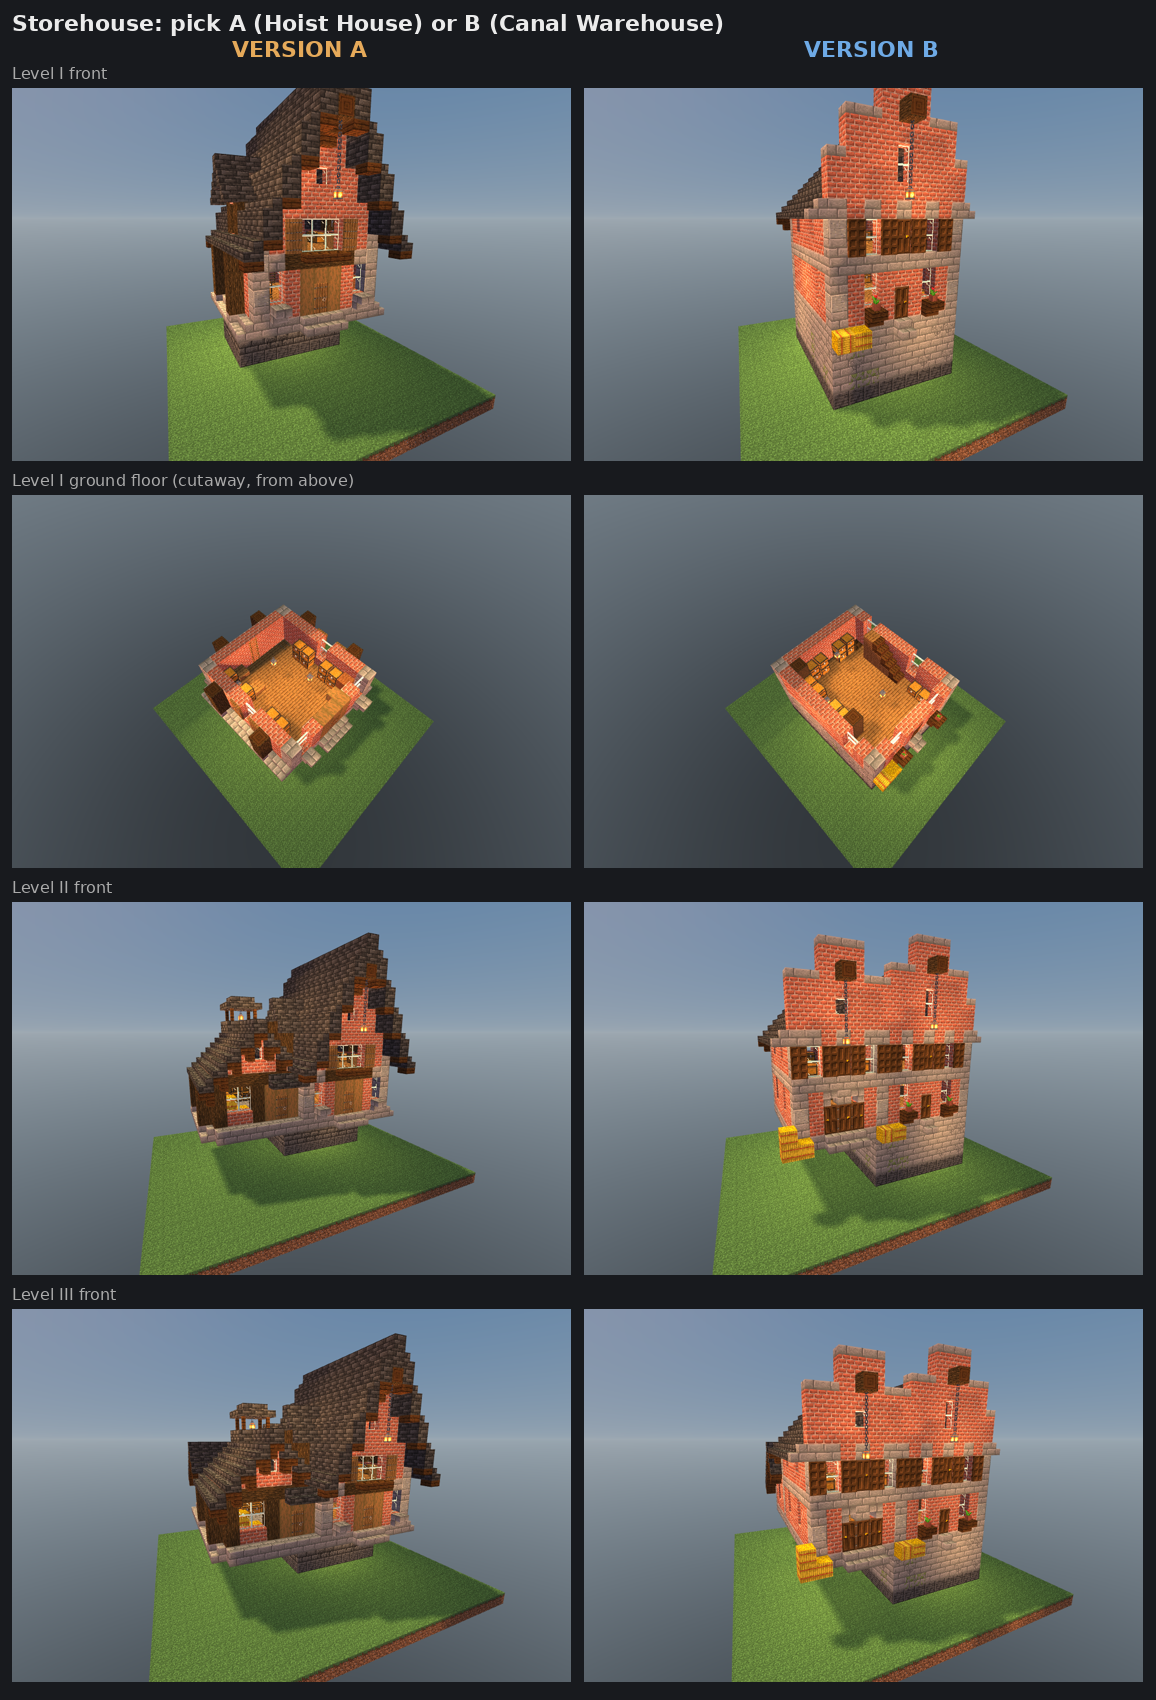 Storehouse: pick A (Hoist House) or B (Canal Warehouse)
VERSION A
VERSION B
Level I front
Level I ground floor (cutaway, from above)
Level II front
Level III front